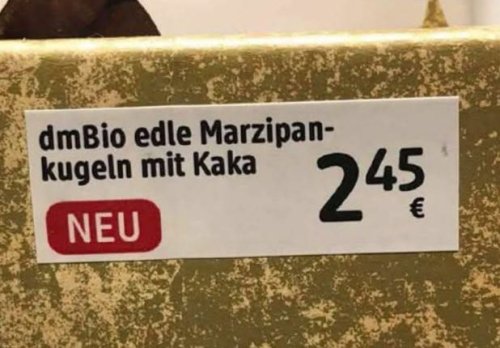 dmBio edle Marzipan-
kugeln mit Kaka
NEU
2 45
€